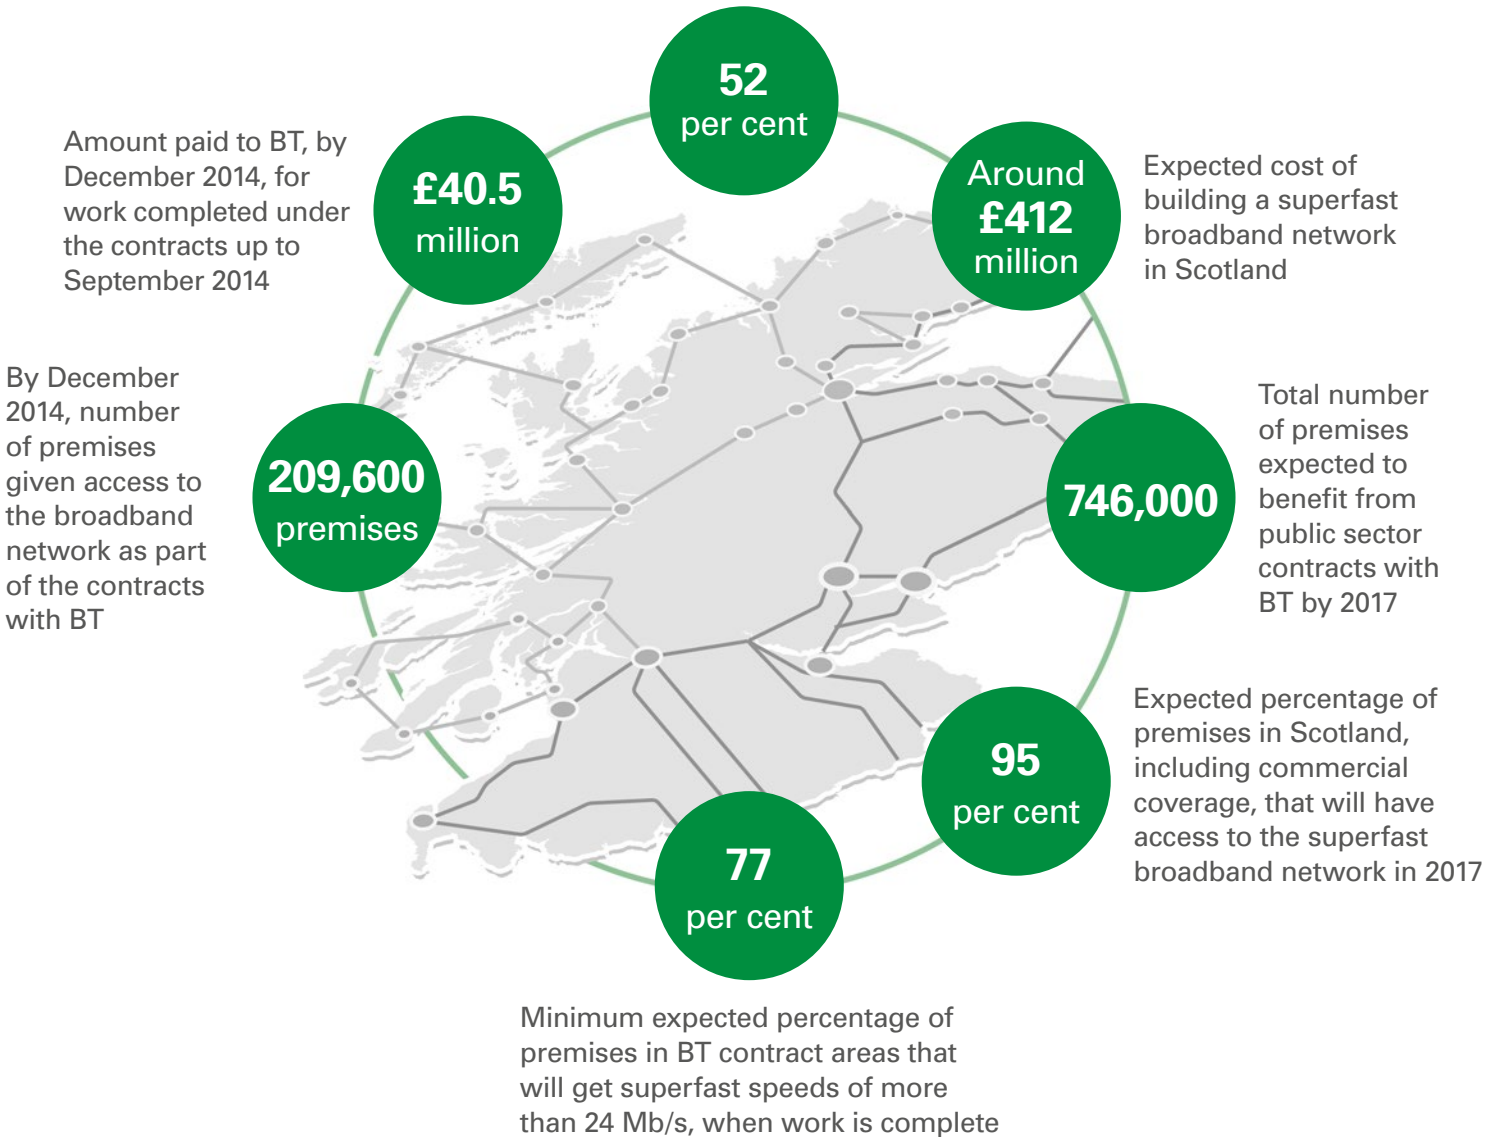 52
per cent
Around
£412
million
Expected cost of
building a superfast
broadband network
in Scotland
746,000
Total number
of premises
expected to
benefit from
public sector
contracts with
BT by 2017
95
per cent
Expected percentage of
premises in Scotland,
including commercial
coverage, that will have
access to the superfast
broadband network in 2017
77
per cent
Minimum expected percentage of
premises in BT contract areas that
will get superfast speeds of more
than 24 Mb/s, when work is complete
209,600
premises
By December
2014, number
of premises
given access to
the broadband
network as part
of the contracts
with BT
£40.5
million
Amount paid to BT, by
December 2014, for
work completed under
the contracts up to
September 2014